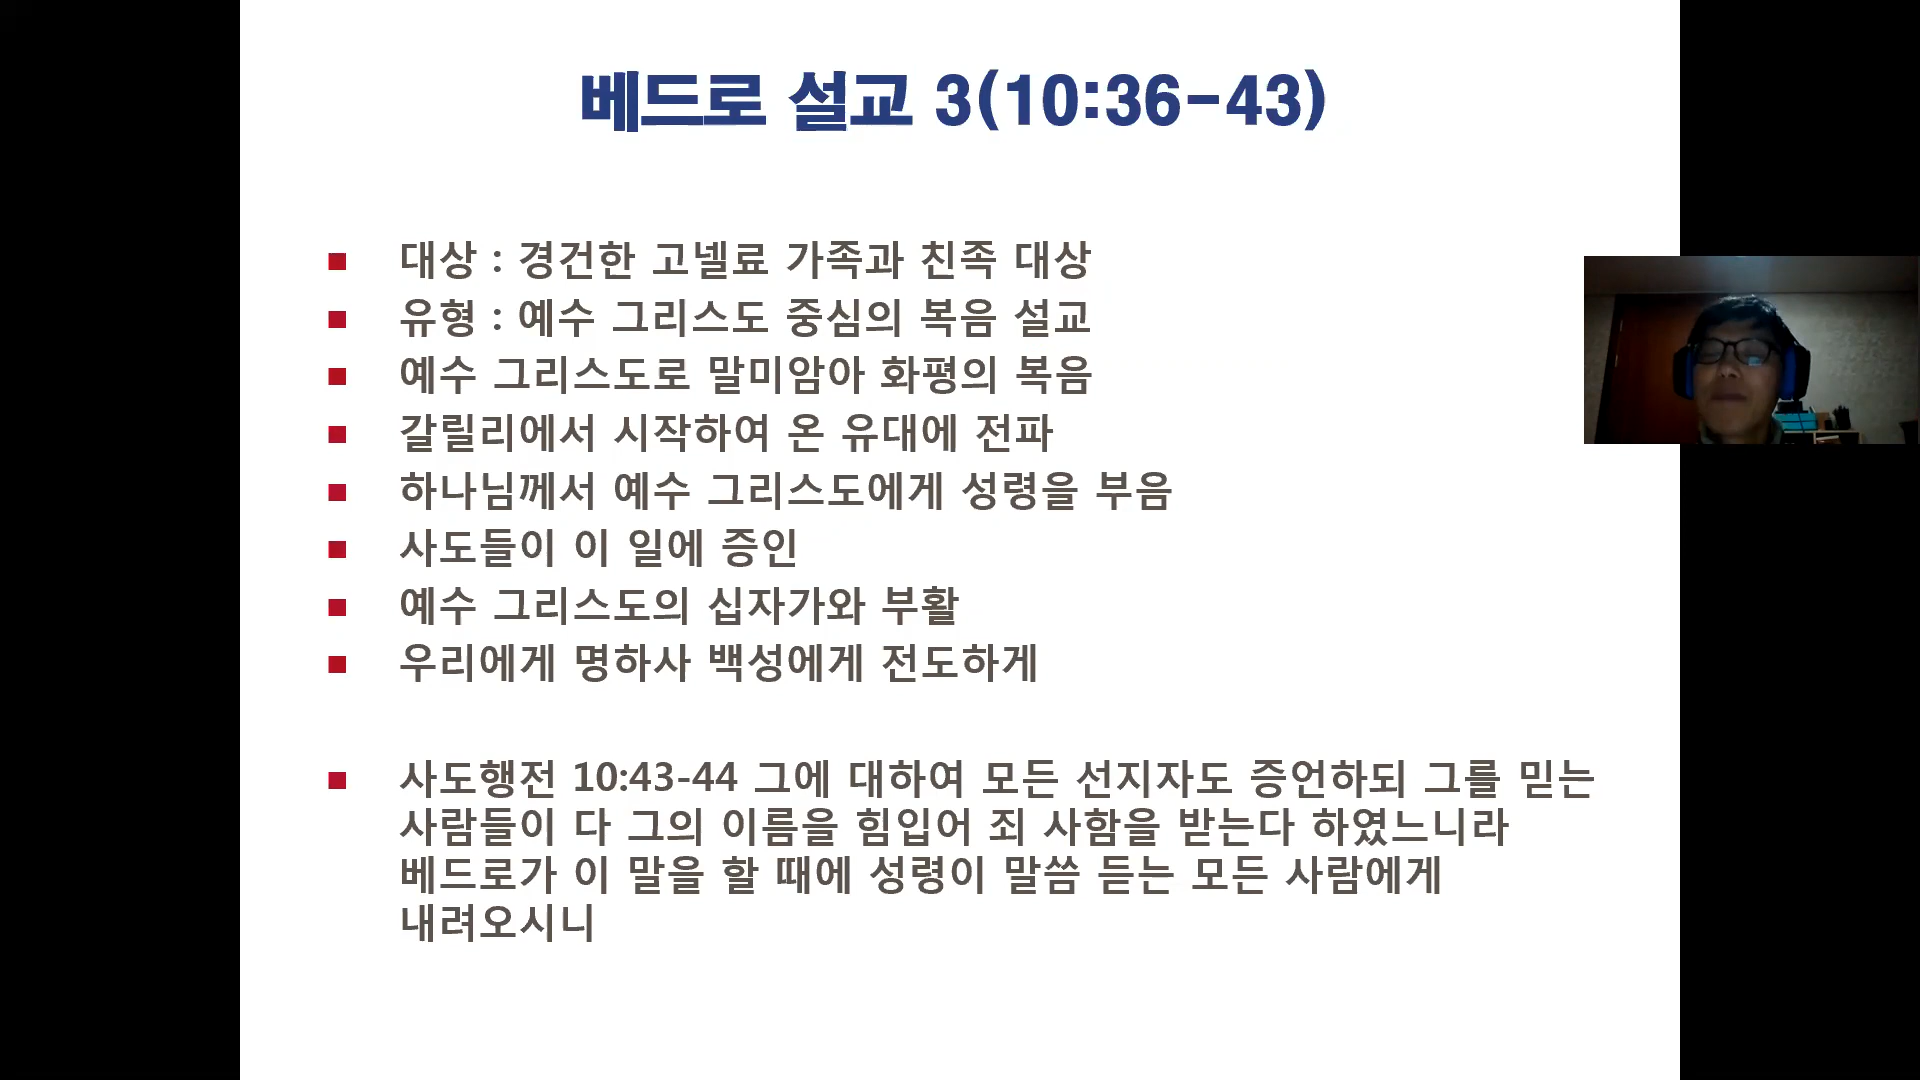 베드로 설교 3(10:36-43)
■ 대상 : 경건한 고넬료 가족과 친족 대상
■ 유형 : 예수 그리스도 중심의 복음 설교
■ 예수 그리스도로 말미암아 화평의 복음
■ 갈릴리에서 시작하여 온 유대에 전파
■ 하나님께서 예수 그리스도에게 성령을 부음
■ 사도들이 이 일에 증인
■ 예수 그리스도의 십자가와 부활
■ 우리에게 명하사 백성에게 전도하게
■ 사도행전 10:43-44 그에 대하여 모든 선지자도 증언하되 그를 믿는
사람들이 다 그의 이름을 힘입어 죄 사함을 받는다 하였느니라
베드로가 이 말을 할 때에 성령이 말씀 듣는 모든 사람에게
내려오시니